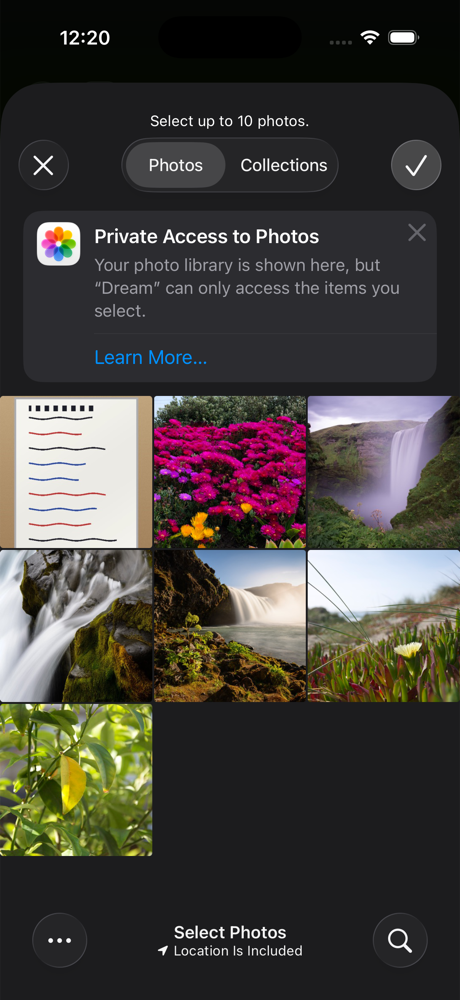 12:20
Select up to 10 photos.
Photos
Collections
Private Access to Photos
Your photo library is shown here, but
“Dream” can only access the items you
select.
Learn More...
Select Photos
Location Is Included